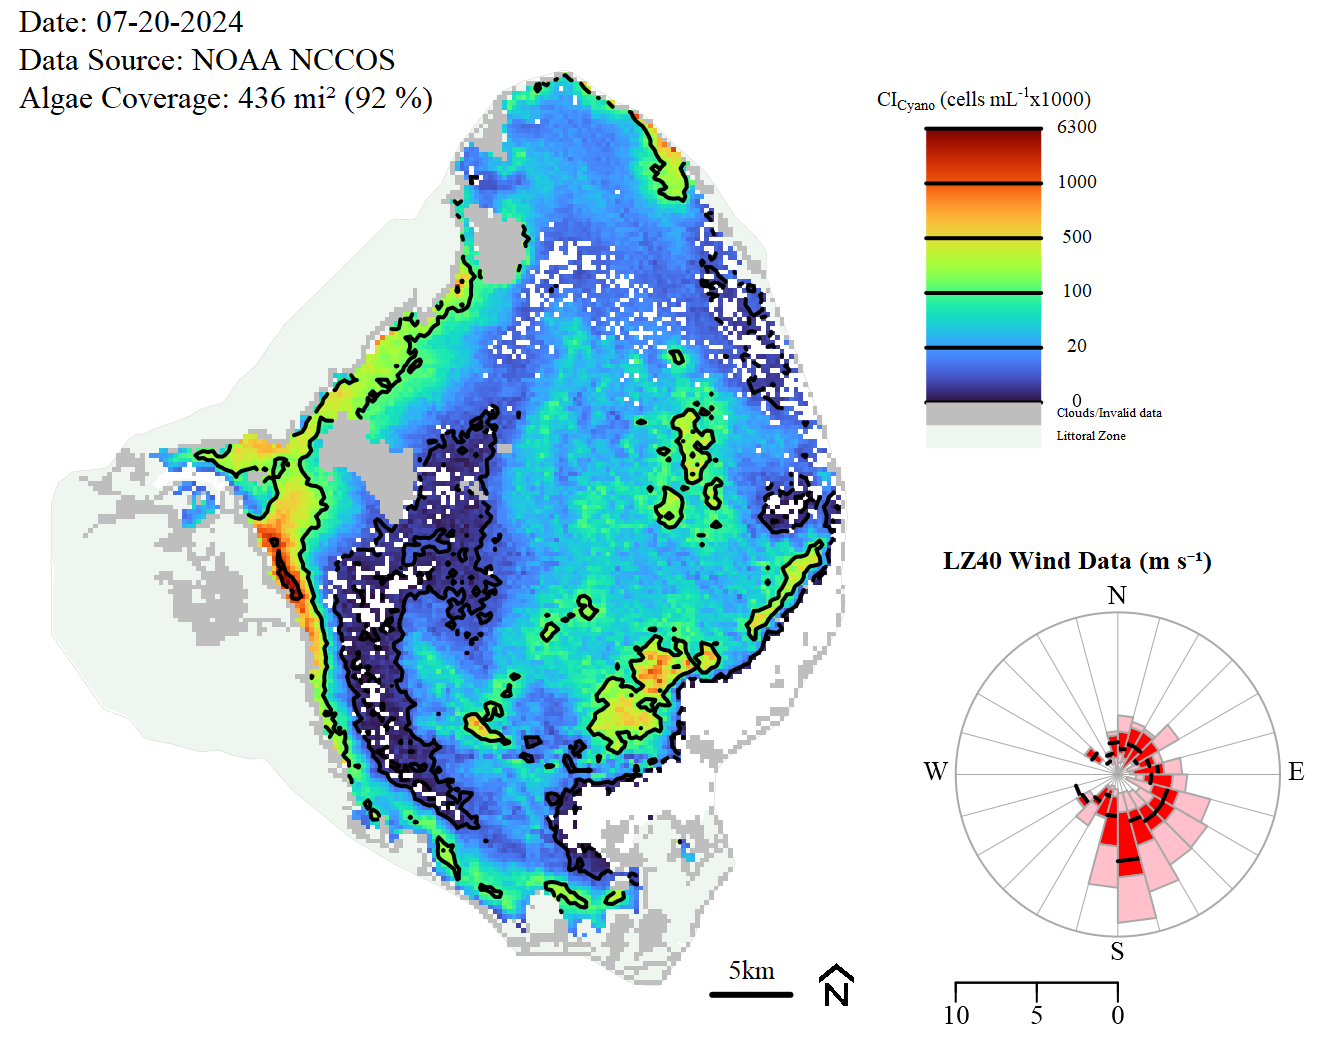 Date: 07-20-2024
Data Source: NOAA NCCOS
Algae Coverage: 436 mi² (92 %)
CICyano (cells mL-1x1000)
6300
1000
500
100
20
0
Clouds/Invalid data
Littoral Zone
LZ40 Wind Data (m s⁻¹)
N
W
E
S
5km
N
10 5 0